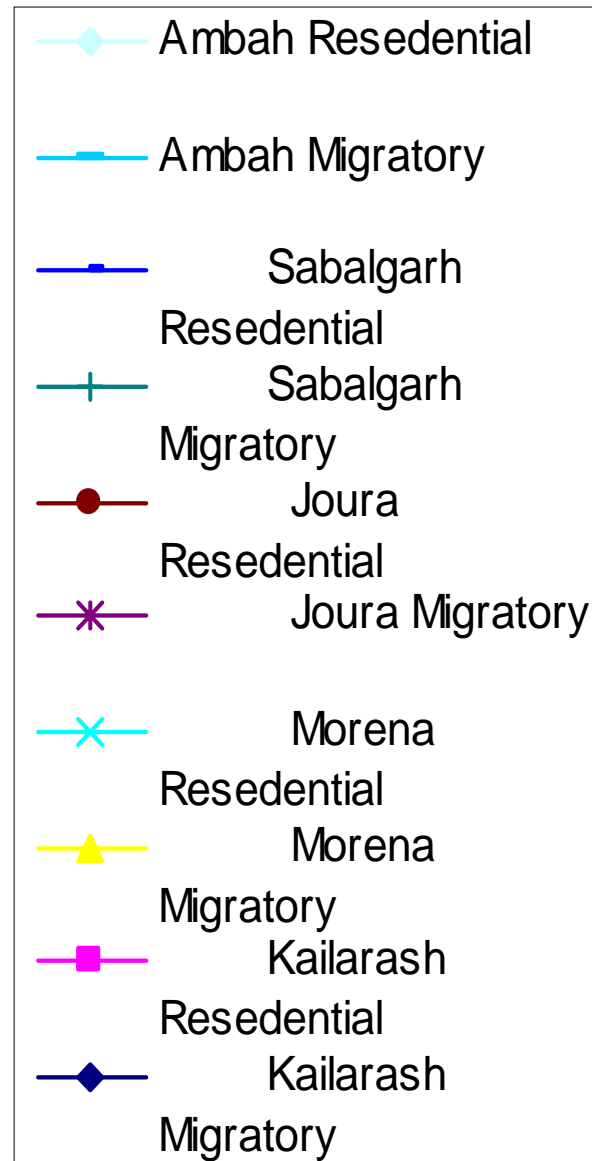 Ambah Resedential
Ambah Migratory
Sabalgarh
Resedential
Sabalgarh
Migratory
Joura
Resedential
Joura Migratory
Morena
Resedential
Morena
Migratory
Kailarash
Resedential
Kailarash
Migratory